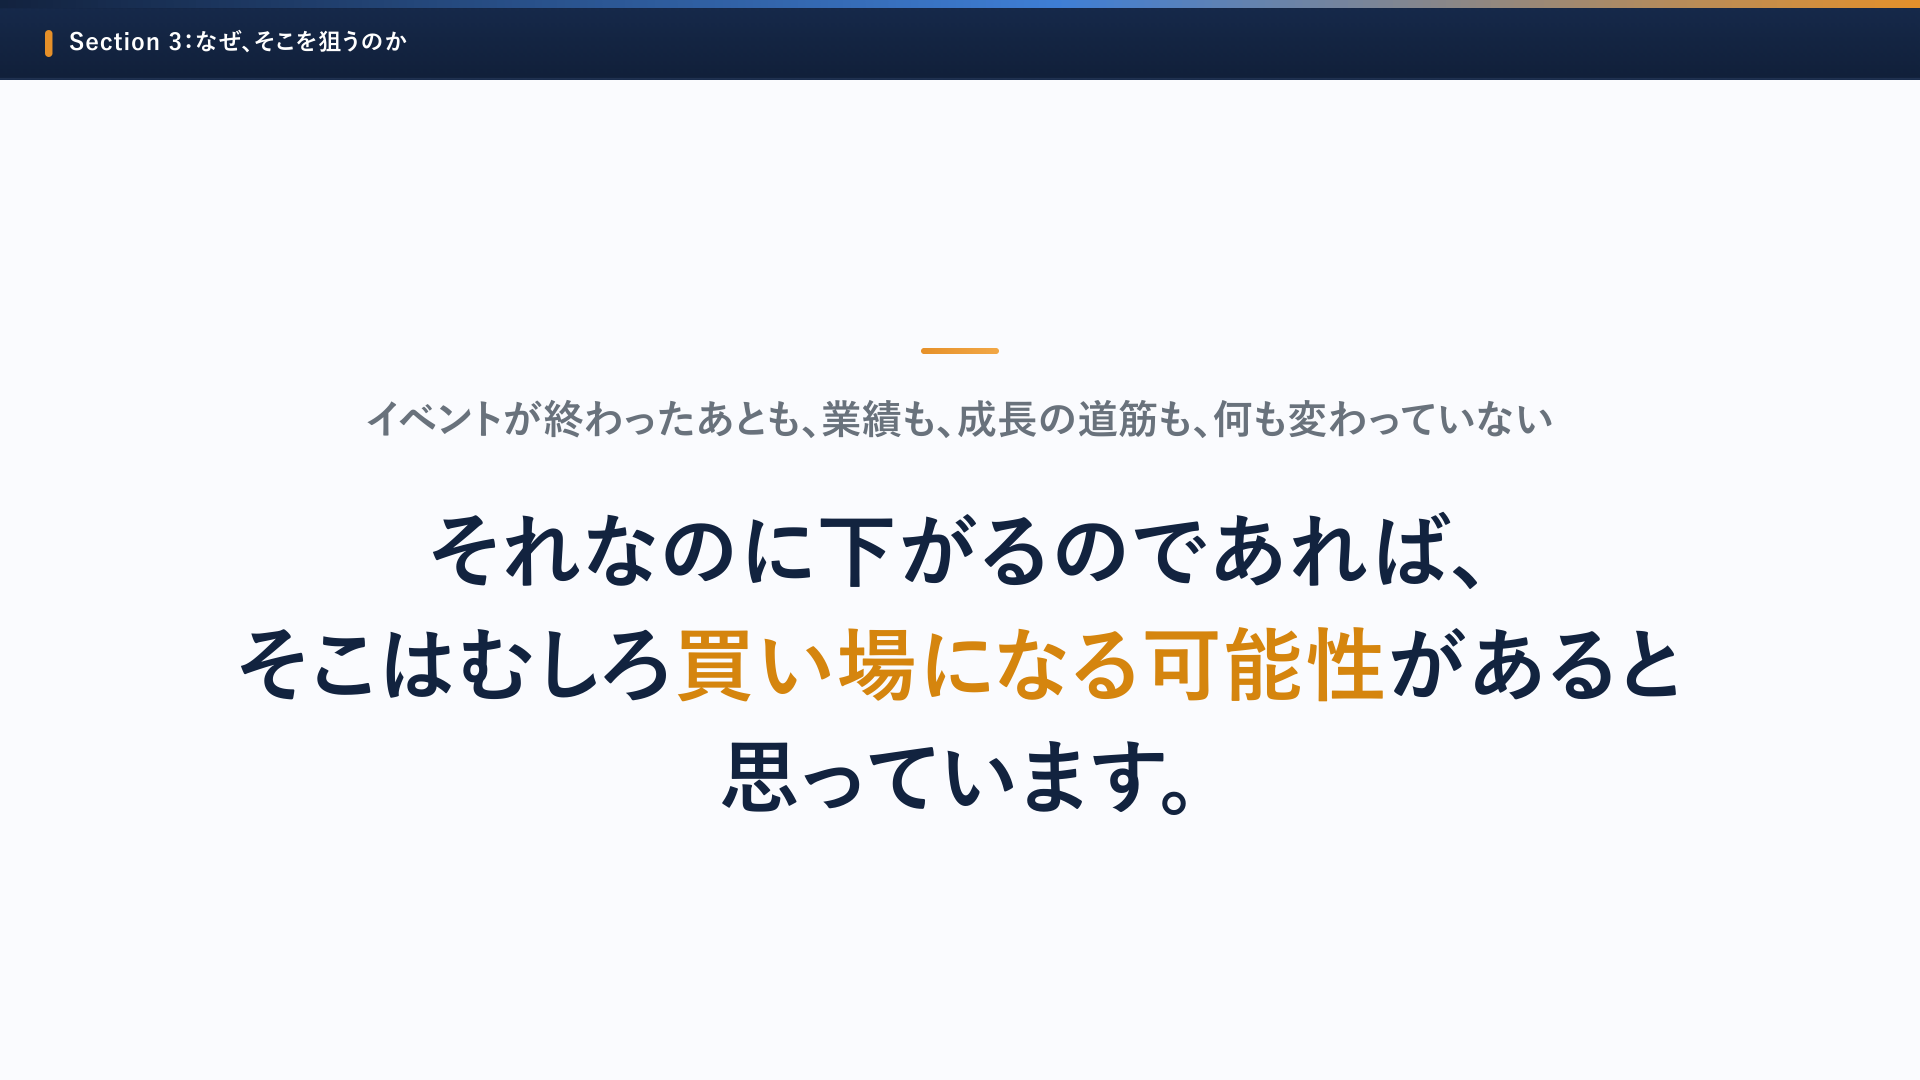 Section 3：なぜ、そこを狙うのか
イベントが終わったあとも、業績も、成長の道筋も、何も変わっていない
それなのに下がるのであれば、
そこはむしろ買い場になる可能性があると
思っています。